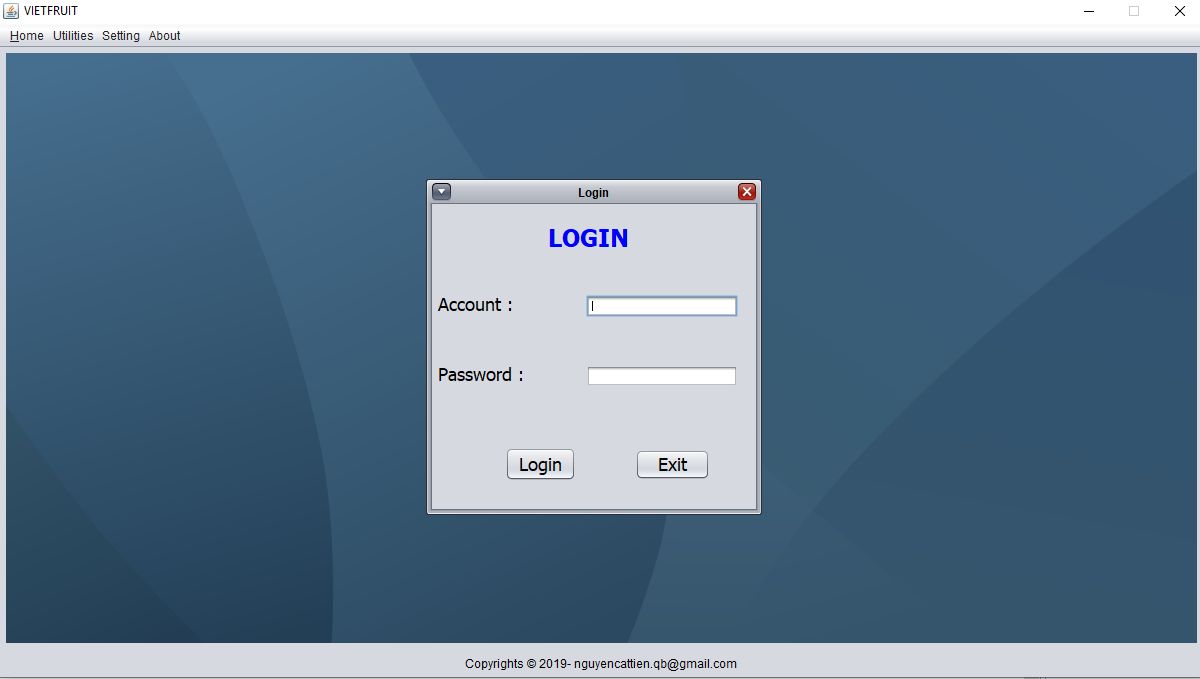 VIETFRUIT
Home Utilities Setting About
Login
LOGIN
Account :
Password :
Login Exit
Copyrights © 2019- nguyencattien.qb@gmail.com